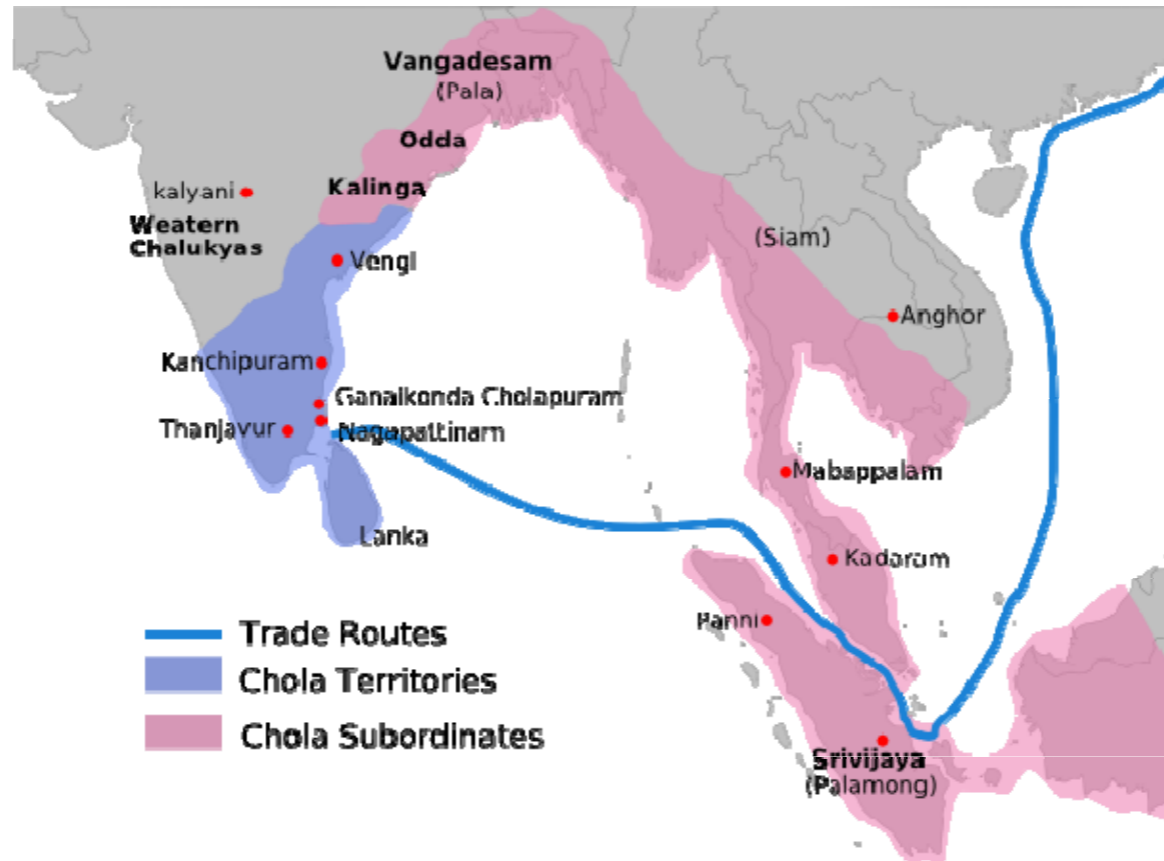 Vangadesam
(Pala)
Odda
Kalinga
kalyani
Weatern
Chalukyas
(Siam)
Vengi
Anghor
Kanchipuram
Ganaikonda Cholapuram
Thanjavur
Nagapattinam
Mabappalam
Lanka
Kadaram
Panni
Trade Routes
Chola Territories
Chola Subordinates
Srivijaya
(Palamong)